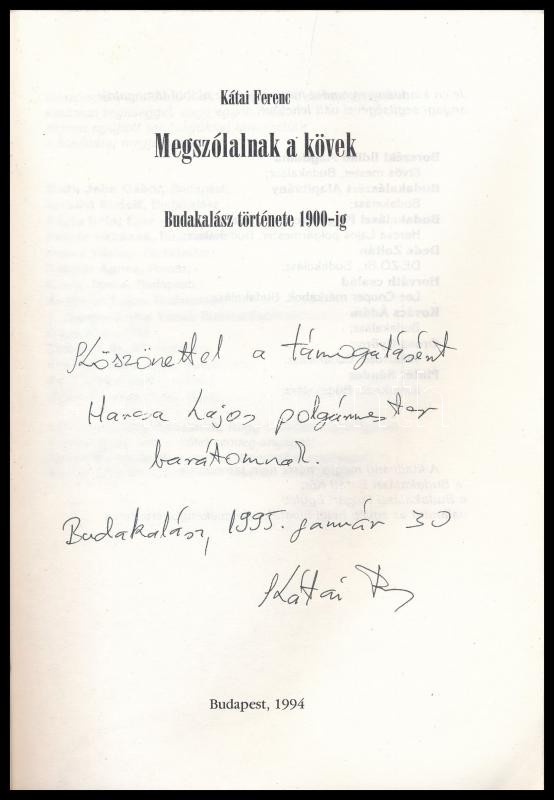 Kátai Ferenc
Megszólalnak a kövek
Budakalász története 1900-ig
Köszönettel a támogatásért
Harcsa Lajos polgármester
barátomnak.
Budakalász, 1995. január 30
Kátai F
Budapest, 1994